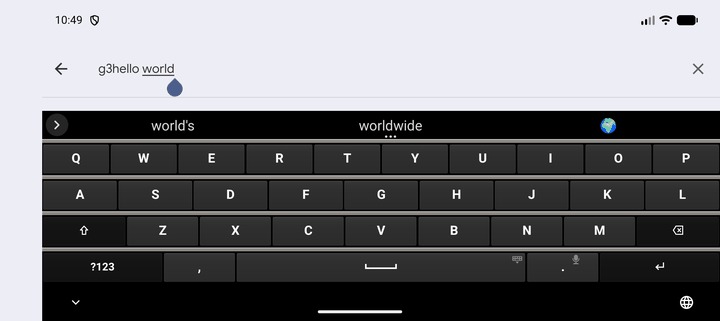 10:49
g3hello world
world's worldwide 🌍
Q W E R T Y U I O P
A S D F G H J K L
Z X C V B N M
?123 , .